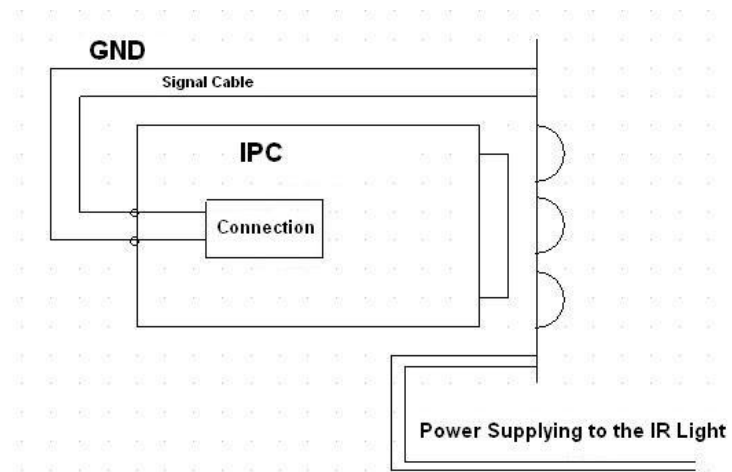 GND
Signal Cable
IPC
Connection
Power Supplying to the IR Light